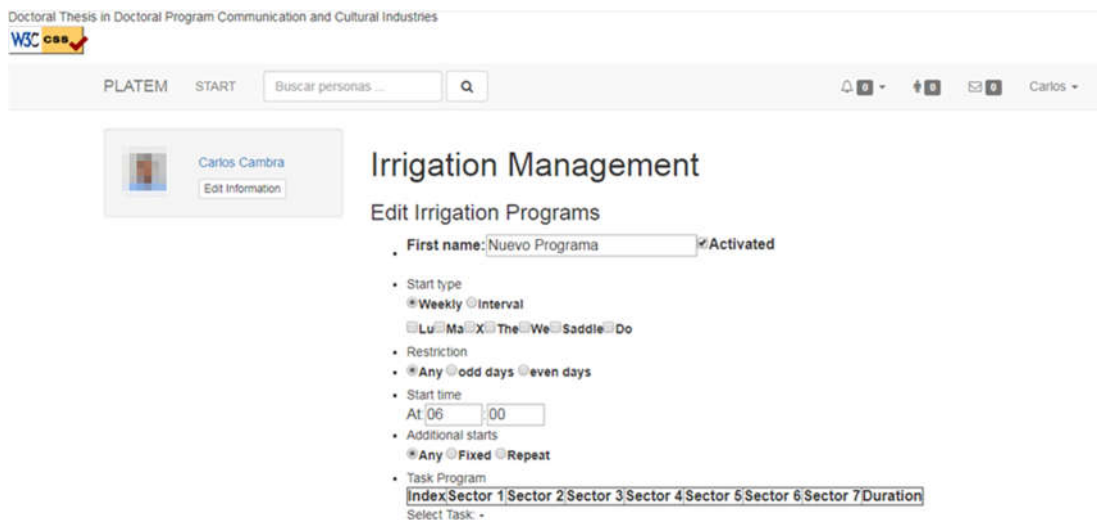 Doctoral Thesis in Doctoral Program Communication and Cultural Industries
W3C css
PLATEM START Buscar personas ... 0 0 0 Carlos
Carlos Cambra
Edit Information
Irrigation Management
Edit Irrigation Programs
First name: Nuevo Programa Activated
Start type
Weekly Interval
Lu Ma X The We Saddle Do
Restriction
Any odd days even days
Start time
At: 06 : 00
Additional starts
Any Fixed Repeat
Task Program
Index Sector 1 Sector 2 Sector 3 Sector 4 Sector 5 Sector 6 Sector 7 Duration
Select Task: -